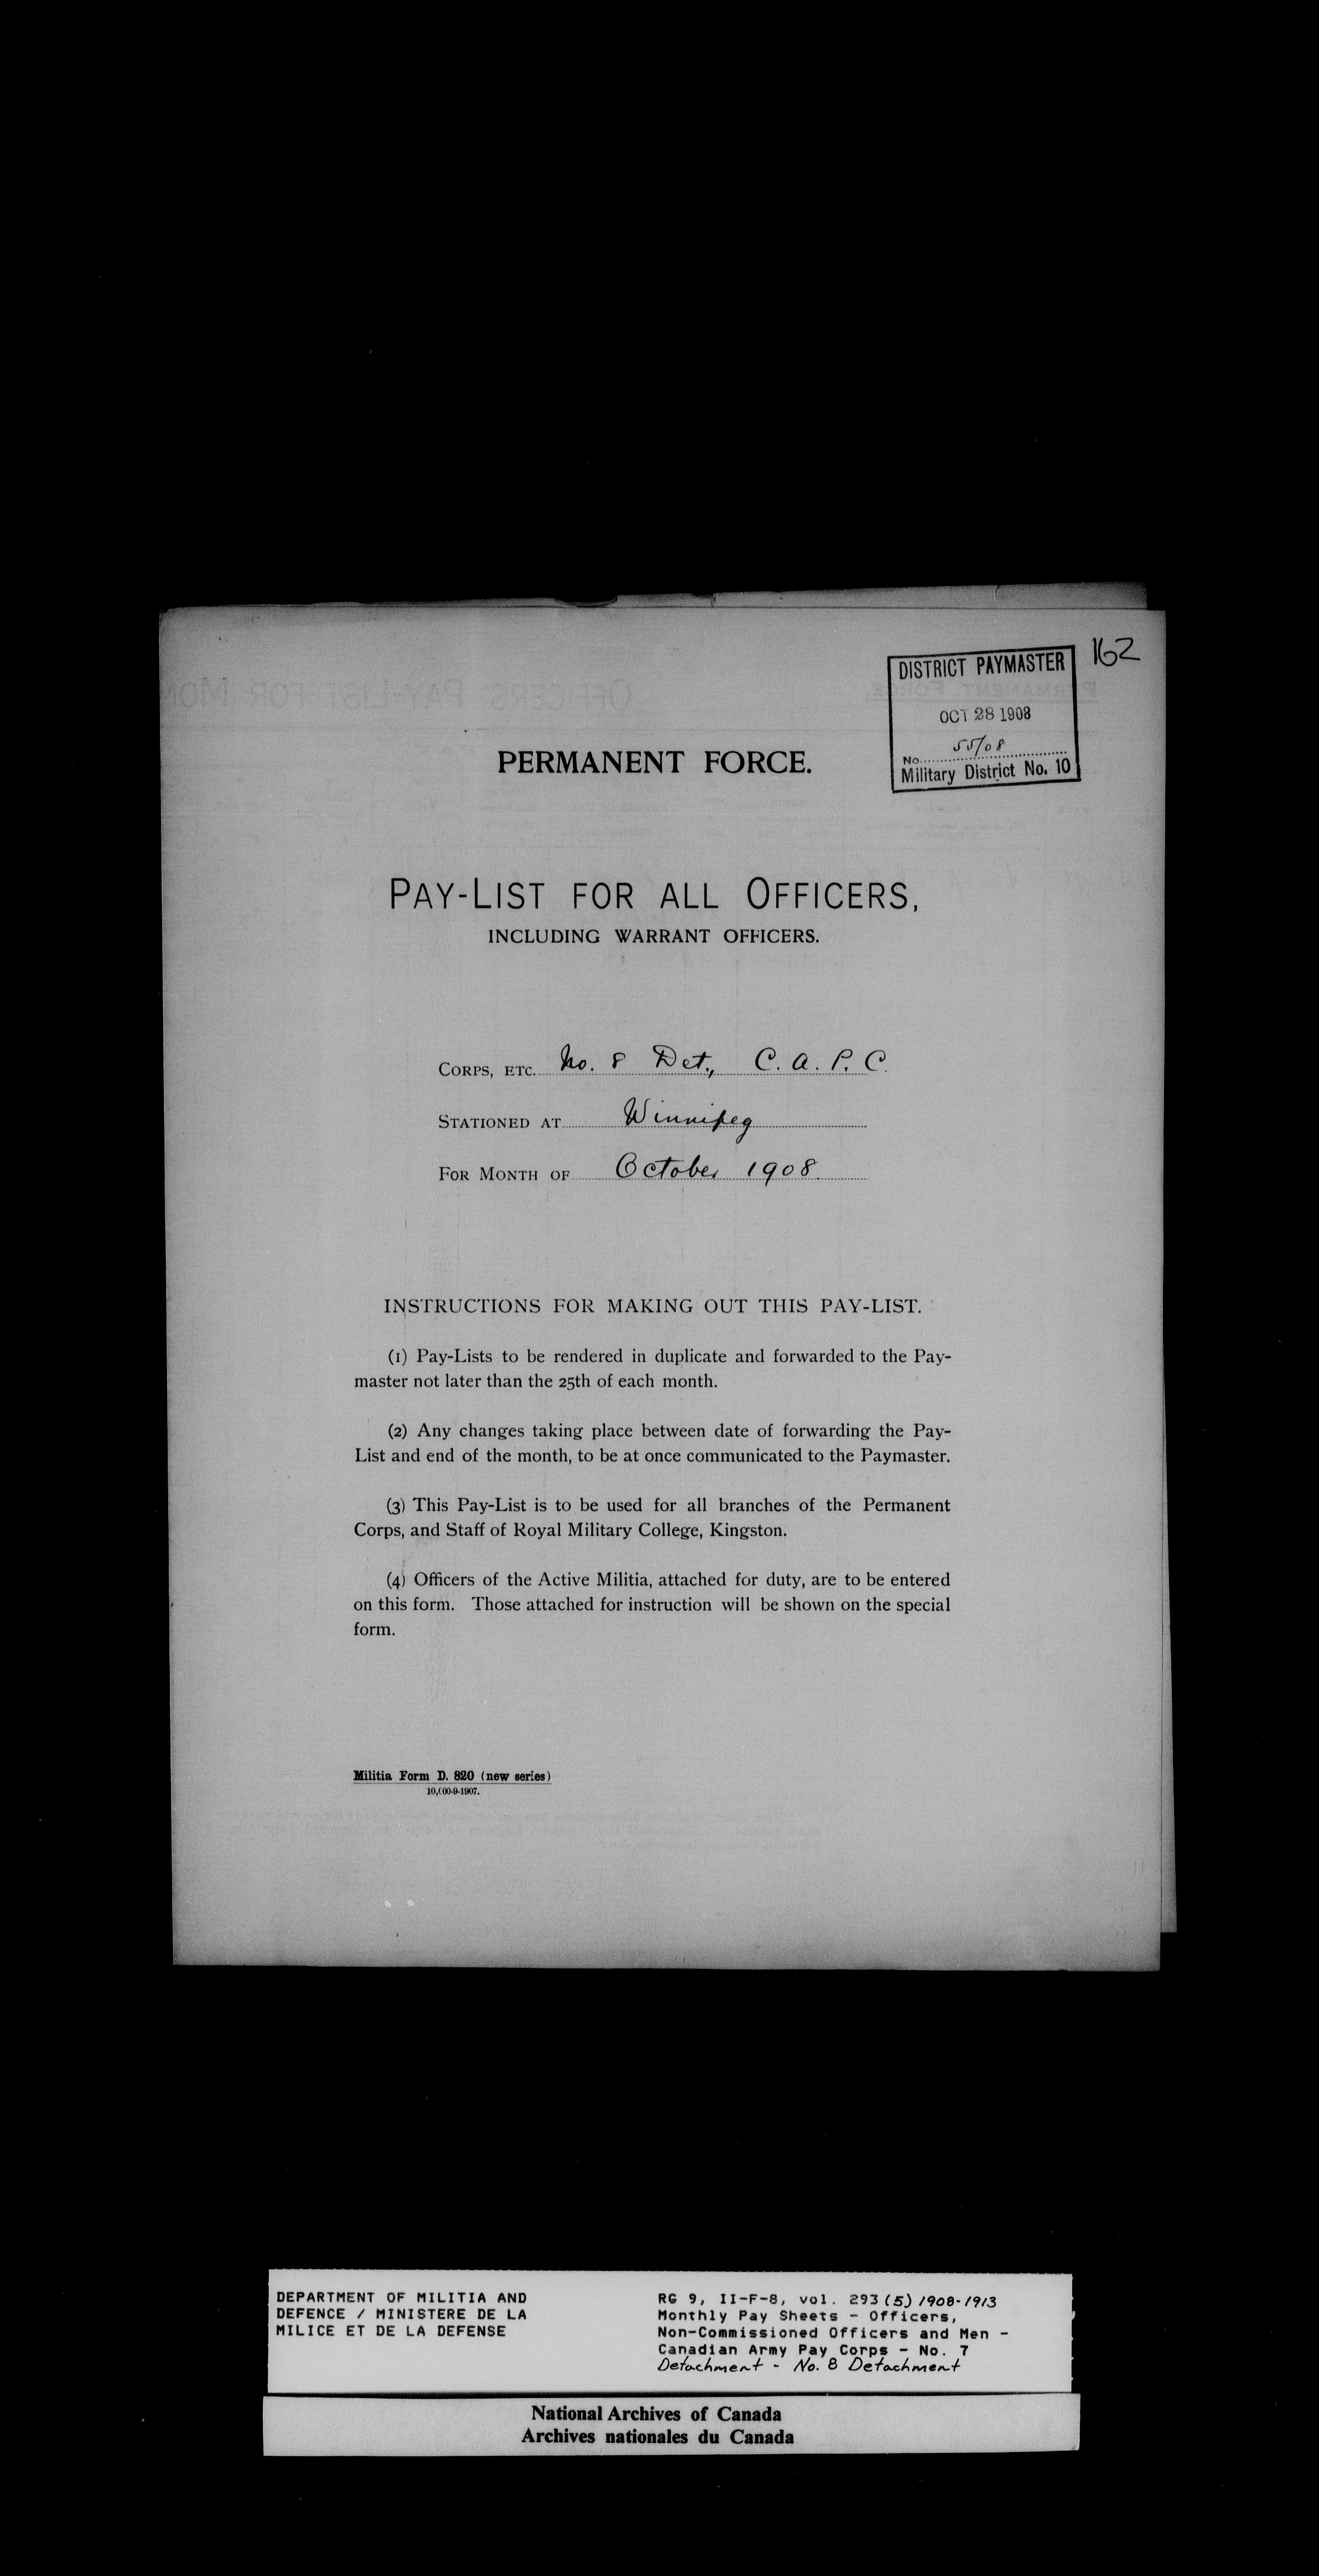 162
DISTRICT PAYMASTER
OCT 28 1908
No. 55/08
Military District No. 10
PERMANENT FORCE.
PAY-LIST FOR ALL OFFICERS,
INCLUDING WARRANT OFFICERS.
CORPS, ETC. No. 8 Det., C. A. P. C.
STATIONED AT Winnipeg
FOR MONTH OF October 1908.
INSTRUCTIONS FOR MAKING OUT THIS PAY-LIST.
(1) Pay-Lists to be rendered in duplicate and forwarded to the Pay-
master not later than the 25th of each month.
(2) Any changes taking place between date of forwarding the Pay-
List and end of the month, to be at once communicated to the Paymaster.
(3) This Pay-List is to be used for all branches of the Permanent
Corps, and Staff of Royal Military College, Kingston.
(4) Officers of the Active Militia, attached for duty, are to be entered
on this form. Those attached for instruction will be shown on the special
form.
Militia Form D. 820 (new series)
10,000-9-1907.
DEPARTMENT OF MILITIA AND
DEFENCE / MINISTERE DE LA
MILICE ET DE LA DEFENSE
RG 9, II-F-8, vol. 293 (5) 1908-1913
Monthly Pay Sheets - Officers,
Non-Commissioned Officers and Men -
Canadian Army Pay Corps - No. 7
Detachment - No. 8 Detachment
National Archives of Canada
Archives nationales du Canada